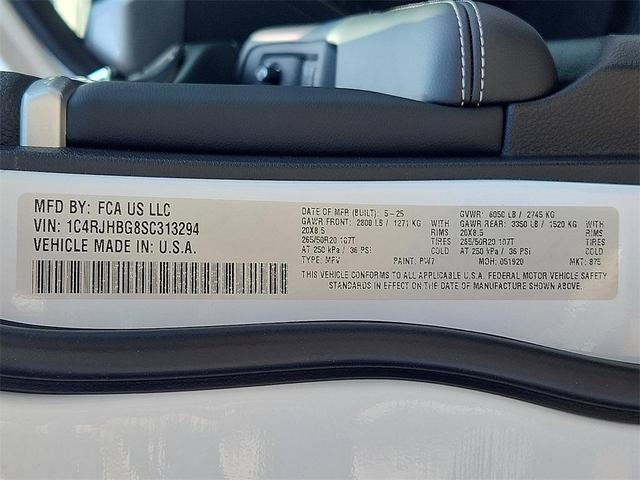 MFD BY: FCA US LLC
VIN: 1C4RJHBG8SC313294
VEHICLE MADE IN: U.S.A.
DATE OF MFR (BUILT): 5-25 GVWR: 6050 LB / 2745 KG
GAWR FRONT: 2800 LB / 1271 KG WITH GAWR REAR: 3350 LB / 1520 KG WITH
20X8.5 RIMS 20X8.5 RIMS
265/50R20 107T TIRES 265/50R20 107T TIRES
AT 250 kPa / 36 PSI COLD AT 250 kPa / 36 PSI COLD
TYPE: MPV PAINT: PW7 MDH: 051920 MKT: 875
THIS VEHICLE CONFORMS TO ALL APPLICABLE U.S.A. FEDERAL MOTOR VEHICLE SAFETY
STANDARDS IN EFFECT ON THE DATE OF MANUFACTURE SHOWN ABOVE.